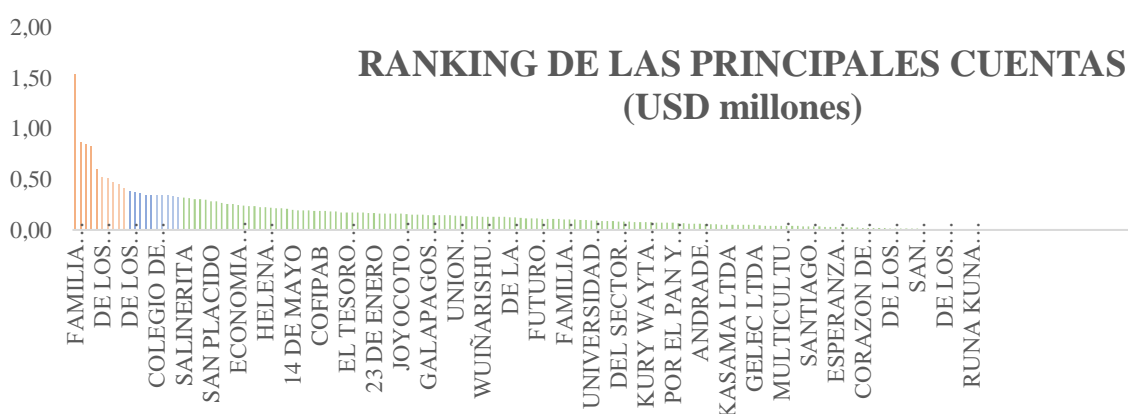 RANKING DE LAS PRINCIPALES CUENTAS
(USD millones)
2,00
1,50
1,00
0,50
0,00
FAMILIA…
DE LOS…
DE LOS…
COLEGIO DE…
SALINERITA
SAN PLACIDO
ECONOMIA…
HELENA…
14 DE MAYO
COFIPAB
EL TESORO…
23 DE ENERO
JOYOCOTO…
GALAPAGOS…
UNION…
WUIÑARISHU…
DE LA…
FUTURO…
FAMILIA…
UNIVERSIDAD…
DEL SECTOR…
KURY WAYTA…
POR EL PAN Y…
ANDRADE…
KASAMA LTDA
GELEC LTDA
MULTICULTU…
SANTIAGO…
ESPERANZA…
CORAZON DE…
DE LOS…
SAN…
DE LOS…
RUNA KUNA…